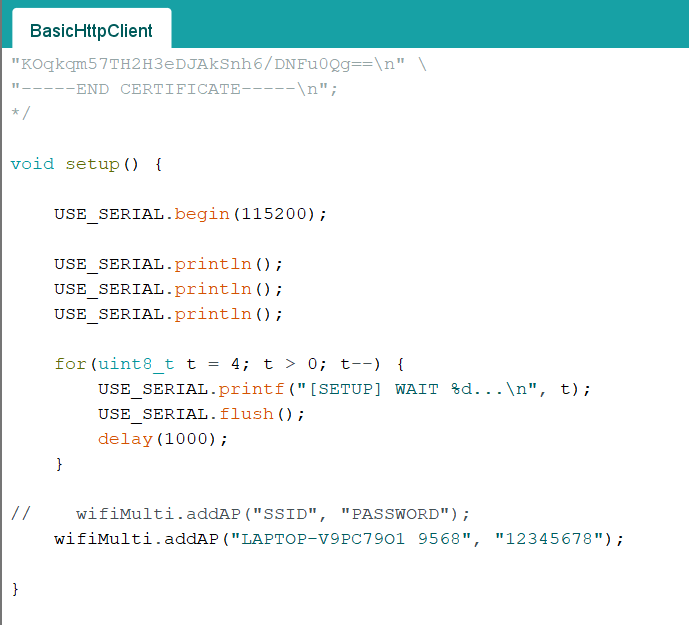 BasicHttpClient
"KOqkqm57TH2H3eDJAkSnh6/DNFu0Qg==\n" \
"-----END CERTIFICATE-----\n";
*/
void setup() {
    USE_SERIAL.begin(115200);
    USE_SERIAL.println();
    USE_SERIAL.println();
    USE_SERIAL.println();
    for(uint8_t t = 4; t > 0; t--) {
        USE_SERIAL.printf("[SETUP] WAIT %d...\n", t);
        USE_SERIAL.flush();
        delay(1000);
    }
//    wifiMulti.addAP("SSID", "PASSWORD");
    wifiMulti.addAP("LAPTOP-V9PC79O1 9568", "12345678");
}